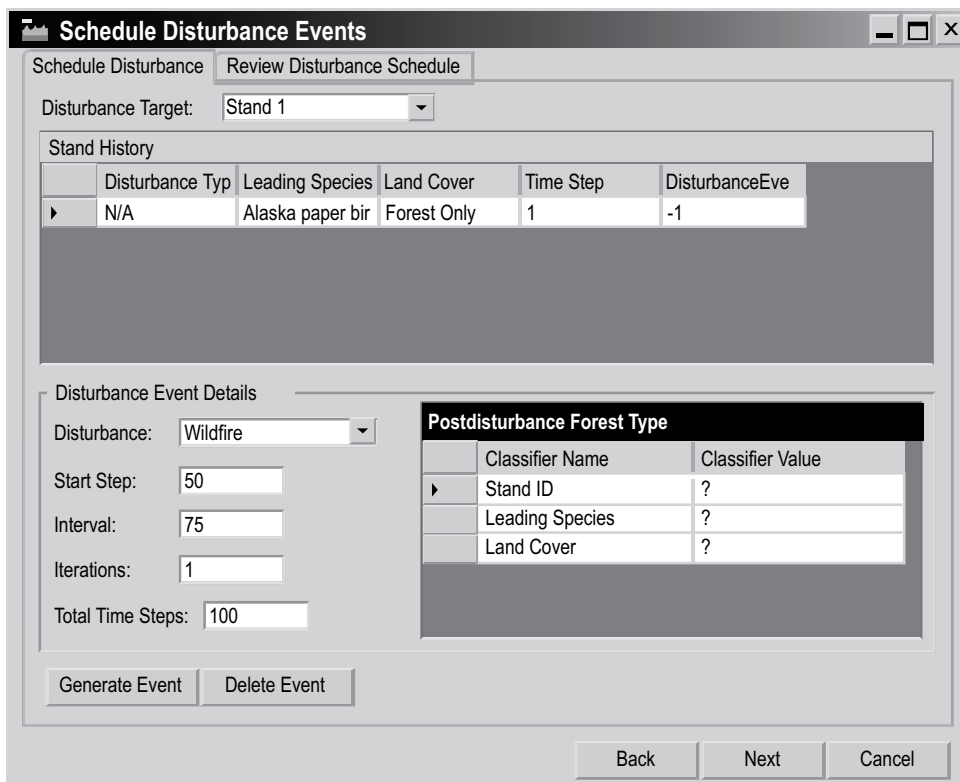 Schedule Disturbance Events
Schedule Disturbance Review Disturbance Schedule
Disturbance Target: Stand 1
Stand History
Disturbance Typ Leading Species Land Cover Time Step DisturbanceEve
N/A Alaska paper bir Forest Only 1 -1
Disturbance Event Details
Disturbance: Wildfire
Start Step: 50
Interval: 75
Iterations: 1
Total Time Steps: 100
Postdisturbance Forest Type
Classifier Name Classifier Value
Stand ID ?
Leading Species ?
Land Cover ?
Generate Event Delete Event
Back Next Cancel